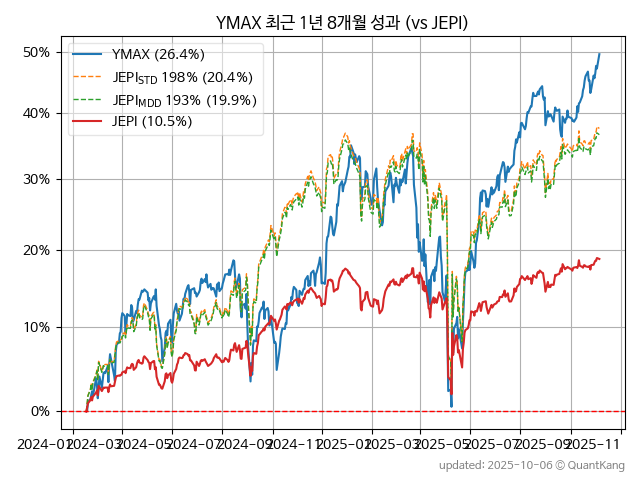 YMAX 최근 1년 8개월 성과 (vs JEPI)
YMAX (26.4%)
JEPI_STD 198% (20.4%)
JEPI_MDD 193% (19.9%)
JEPI (10.5%)
50%
40%
30%
20%
10%
0%
2024-01 2024-03 2024-05 2024-07 2024-09 2024-11 2025-01 2025-03 2025-05 2025-07 2025-09 2025-11
updated: 2025-10-06 © QuantKang